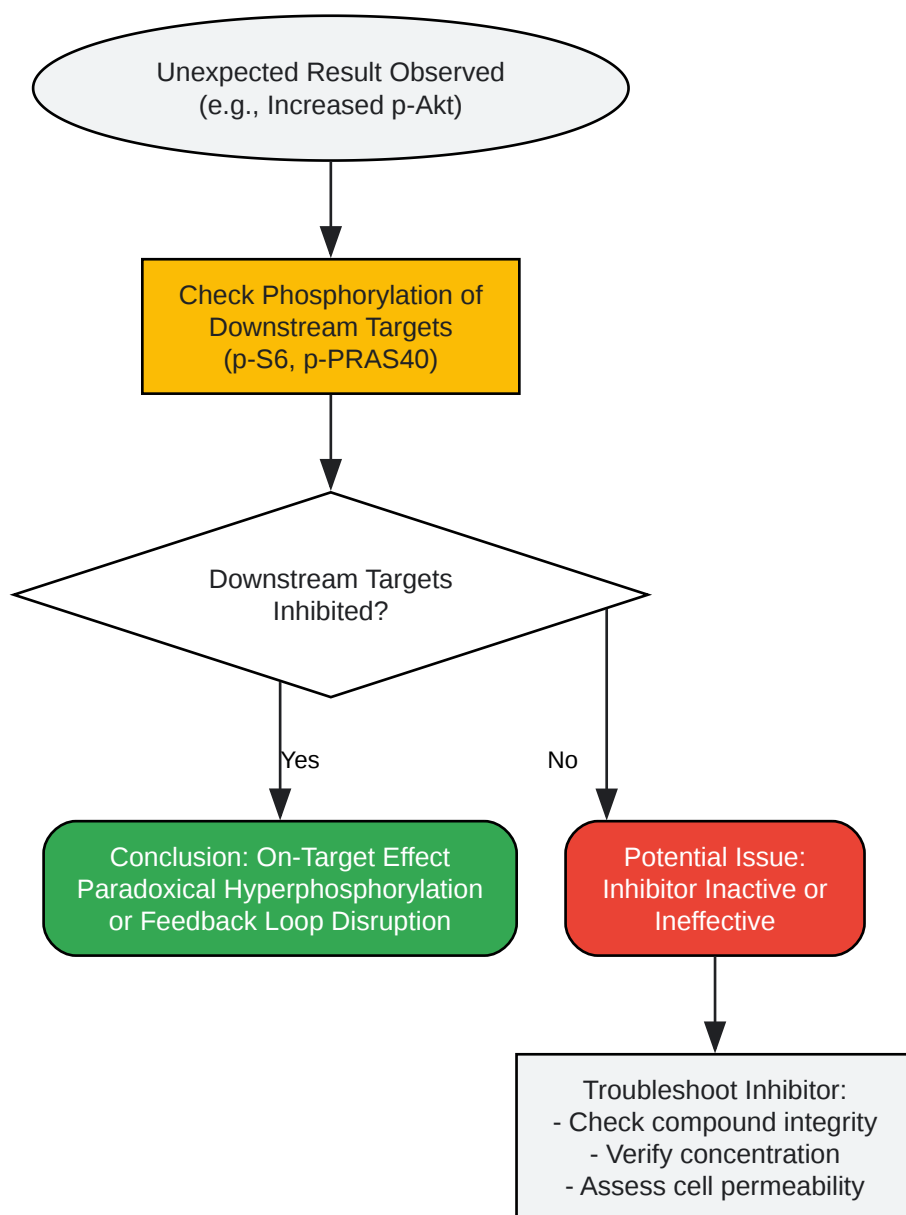 Unexpected Result Observed
(e.g., Increased p-Akt)
Check Phosphorylation of
Downstream Targets
(p-S6, p-PRAS40)
Downstream Targets
Inhibited?
Yes
No
Conclusion: On-Target Effect
Paradoxical Hyperphosphorylation
or Feedback Loop Disruption
Potential Issue:
Inhibitor Inactive or
Ineffective
Troubleshoot Inhibitor:
- Check compound integrity
- Verify concentration
- Assess cell permeability